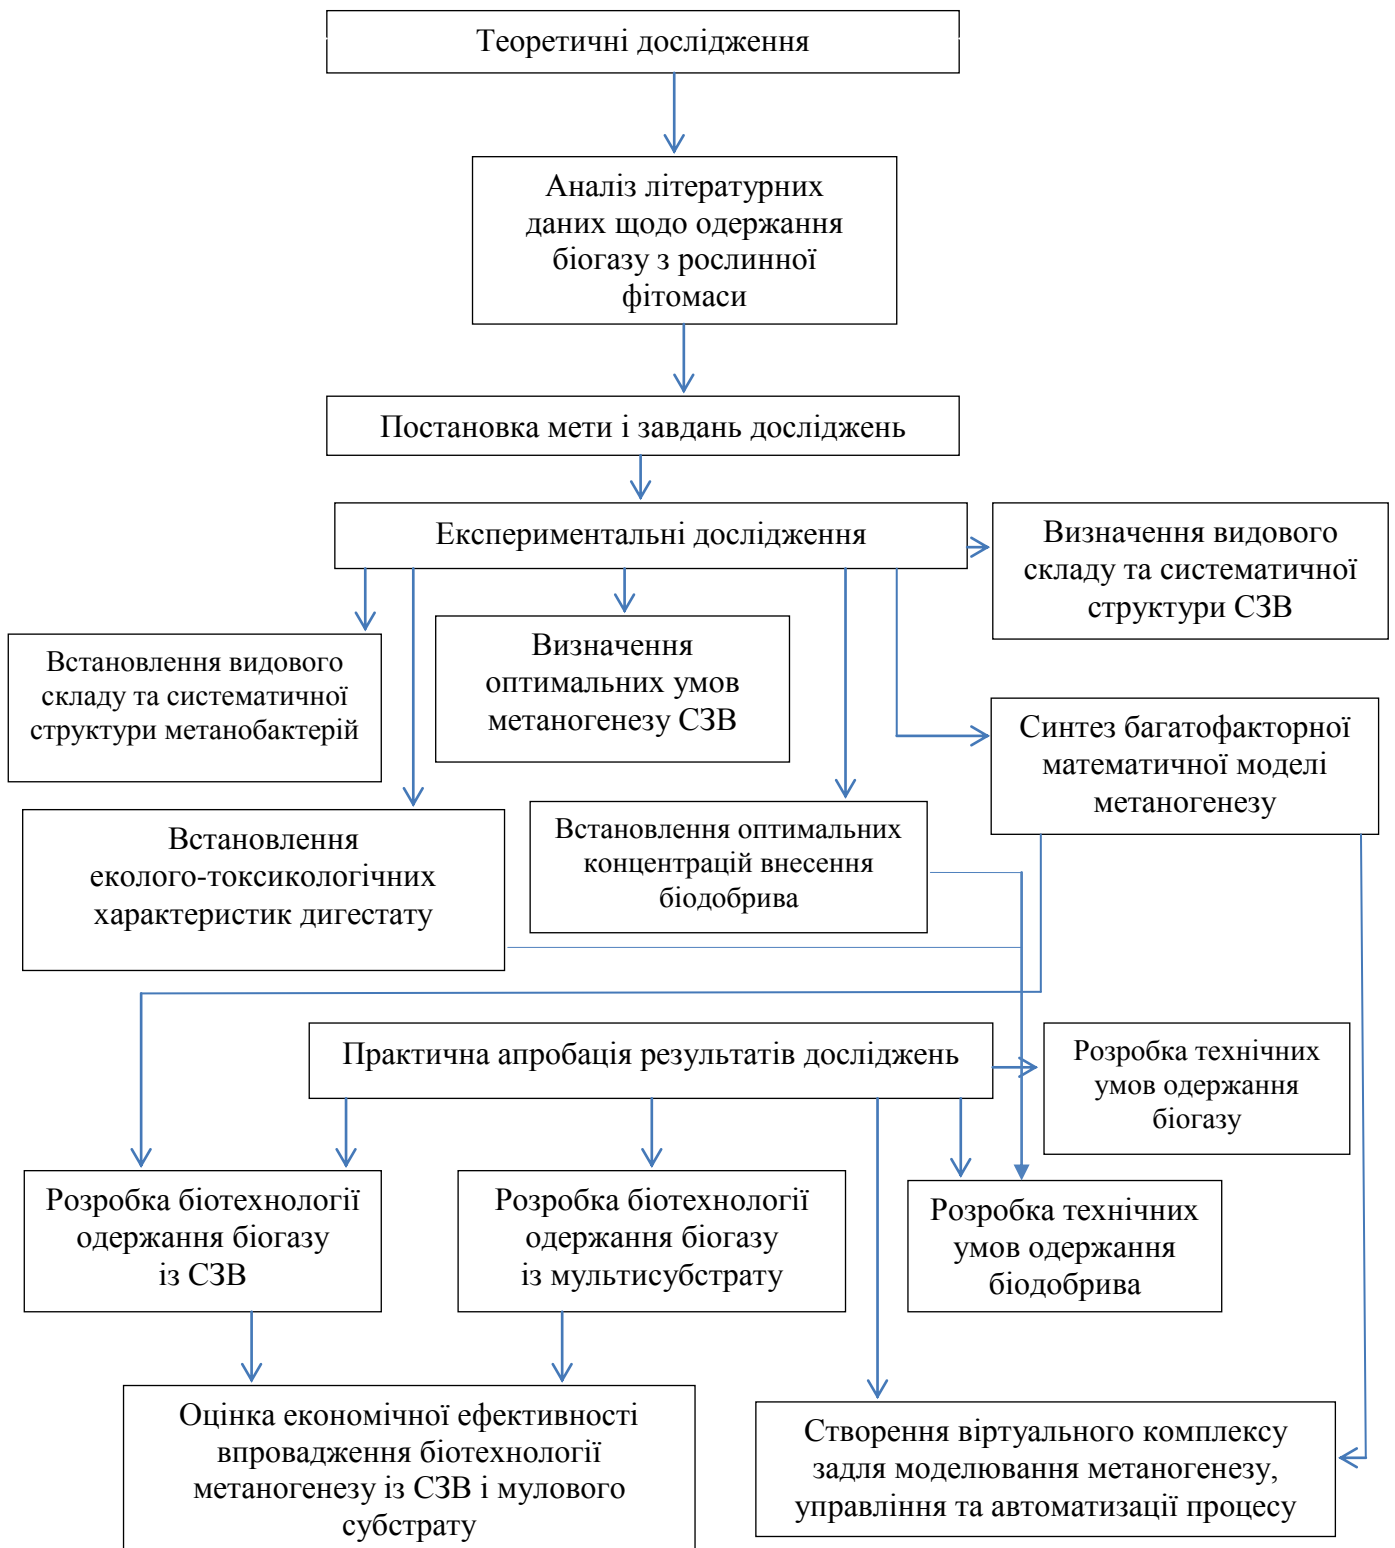 Теоретичні дослідження
Аналіз літературних
даних щодо одержання
біогазу з рослинної
фітомаси
Постановка мети і завдань досліджень
Експериментальні дослідження
Визначення видового
складу та систематичної
структури СЗВ
Встановлення видового
складу та систематичної
структури метанобактерій
Визначення
оптимальних умов
метаногенезу СЗВ
Синтез багатофакторної
математичної моделі
метаногенезу
Встановлення
еколого-токсикологічних
характеристик дигестату
Встановлення оптимальних
концентрацій внесення
біодобрива
Практична апробація результатів досліджень
Розробка технічних
умов одержання
біогазу
Розробка біотехнології
одержання біогазу
із СЗВ
Розробка біотехнології
одержання біогазу
із мультисубстрату
Розробка технічних
умов одержання
біодобрива
Оцінка економічної ефективності
впровадження біотехнології
метаногенезу із СЗВ і мулового
субстрату
Створення віртуального комплексу
задля моделювання метаногенезу,
управління та автоматизації процесу